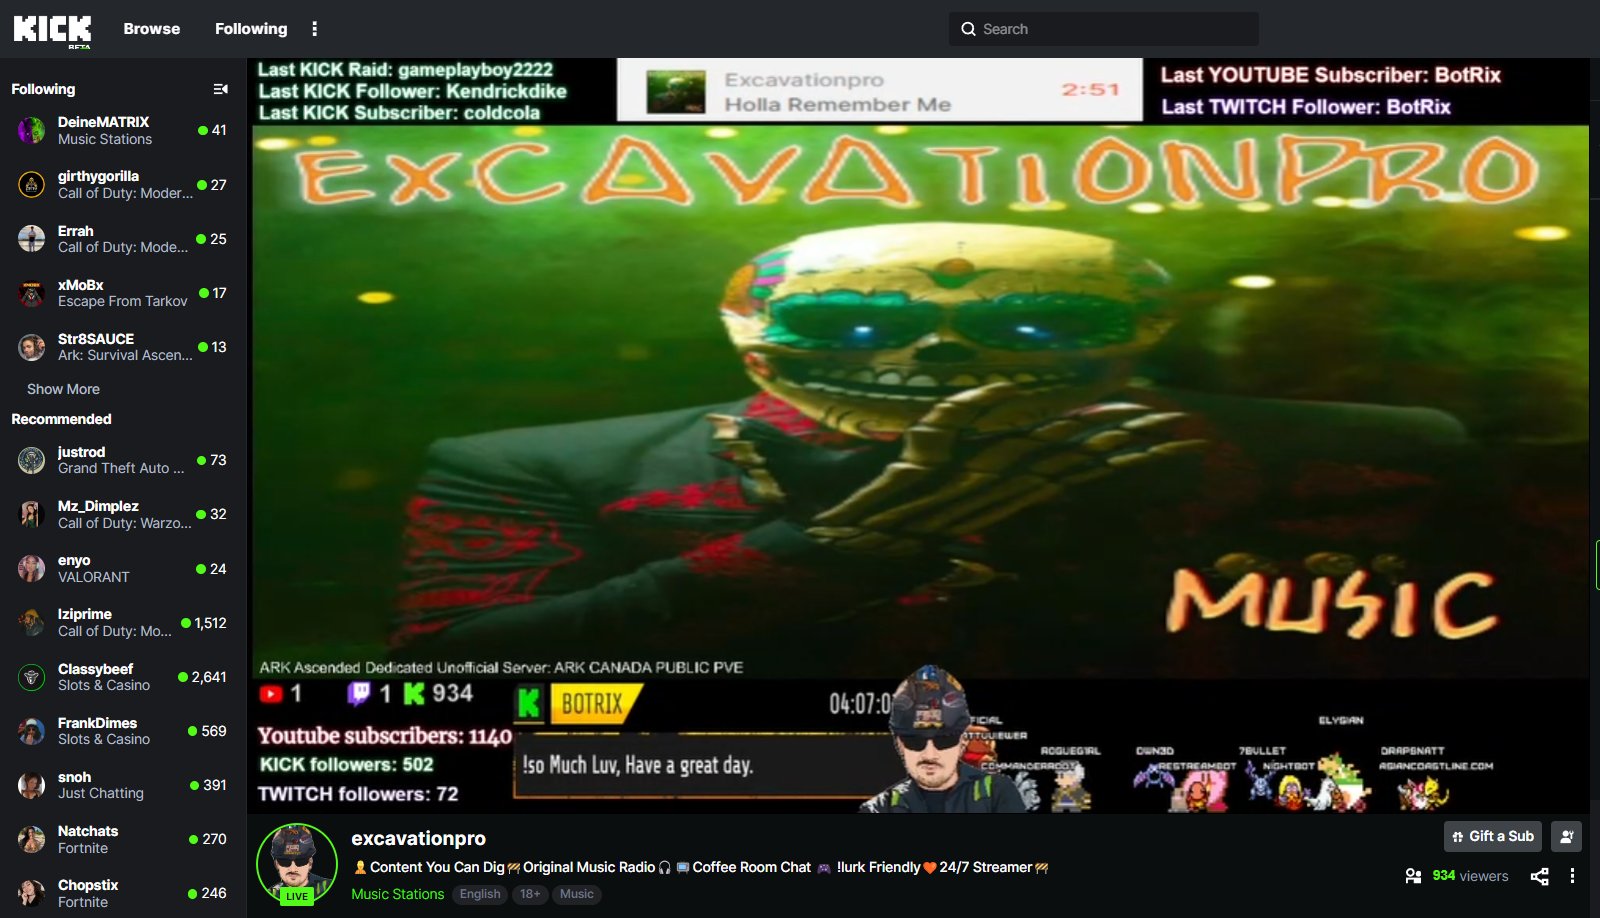 KICK
BETA
Browse
Following
Search
Following
DeineMATRIX
Music Stations
41
girthygorilla
Call of Duty: Moder...
27
Errah
Call of Duty: Mode...
25
xMoBx
Escape From Tarkov
17
Str8SAUCE
Ark: Survival Ascen...
13
Show More
Recommended
justrod
Grand Theft Auto ...
73
Mz_Dimplez
Call of Duty: Warzo...
32
enyo
VALORANT
24
Iziprime
Call of Duty: Mo...
1,512
Classybeef
Slots & Casino
2,641
FrankDimes
Slots & Casino
569
snoh
Just Chatting
391
Natchats
Fortnite
270
Chopstix
Fortnite
246
Last KICK Raid: gameplayboy2222
Last KICK Follower: Kendrickdike
Last KICK Subscriber: coldcola
Excavationpro
Holla Remember Me
2:51
Last YOUTUBE Subscriber: BotRix
Last TWITCH Follower: BotRix
EXCAVATIONPRO
MUSIC
ARK Ascended Dedicated Unofficial Server: ARK CANADA PUBLIC PVE
1
1
934
BOTRIX
04:07:0
Youtube subscribers: 1140
KICK followers: 502
TWITCH followers: 72
!so Much Luv, Have a great day.
ROGUEG1RL
OWN3D
RESTREAMBOT
7BULLET
NIGHTBOT
ELYSIAN
DRAPSNATT
ASIANCOASTLINE.COM
LIVE
excavationpro
Content You Can Dig Original Music Radio Coffee Room Chat !lurk Friendly 24/7 Streamer
Music Stations
English
18+
Music
Gift a Sub
934 viewers